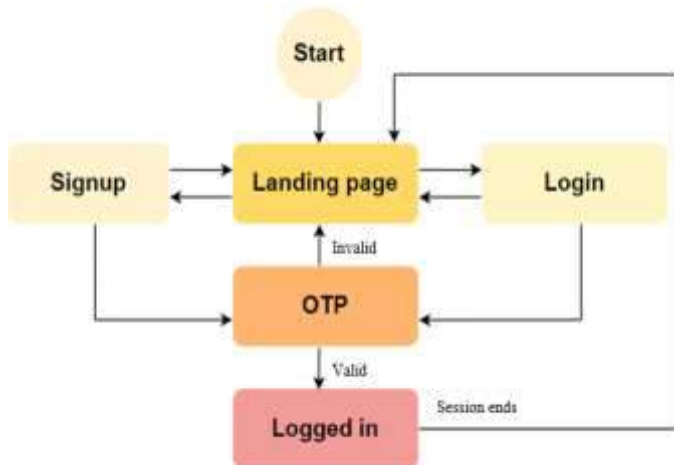 Start
Signup
Landing page
Login
Invalid
OTP
Valid
Logged in
Session ends